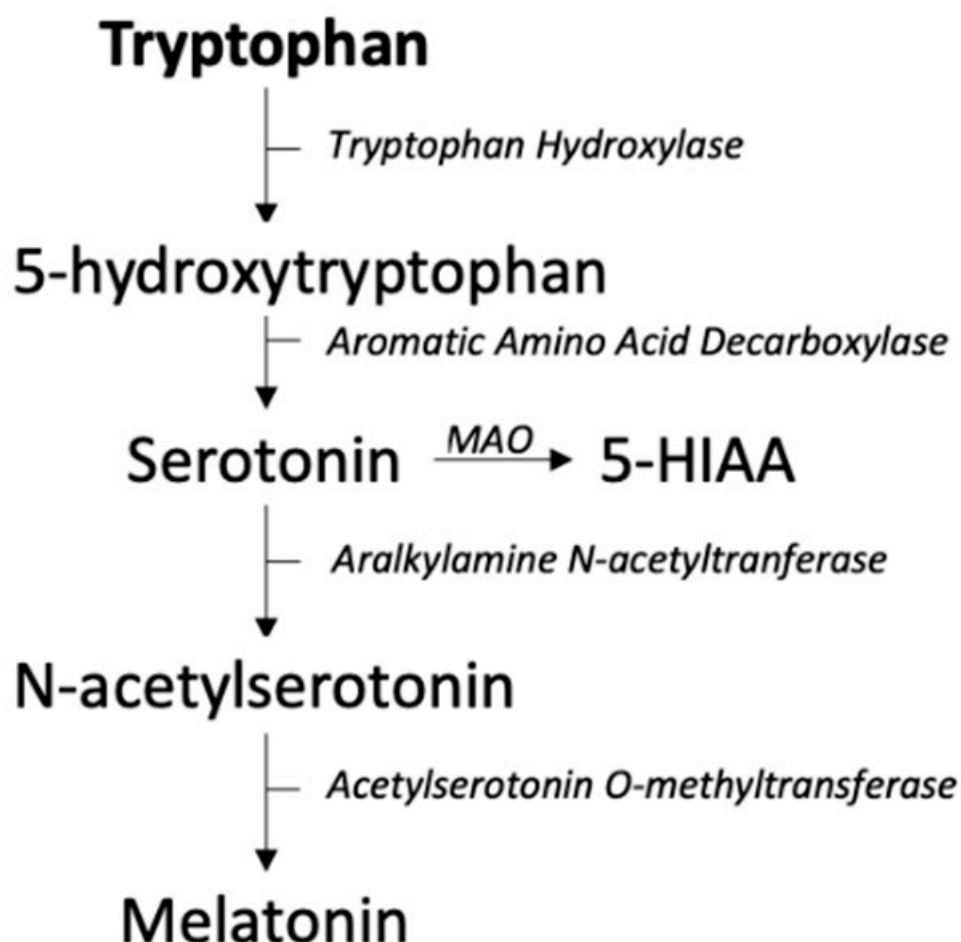 Tryptophan
Tryptophan Hydroxylase
5-hydroxytryptophan
Aromatic Amino Acid Decarboxylase
Serotonin MAO 5-HIAA
Aralkylamine N-acetyltranferase
N-acetylserotonin
Acetylserotonin O-methyltransferase
Melatonin